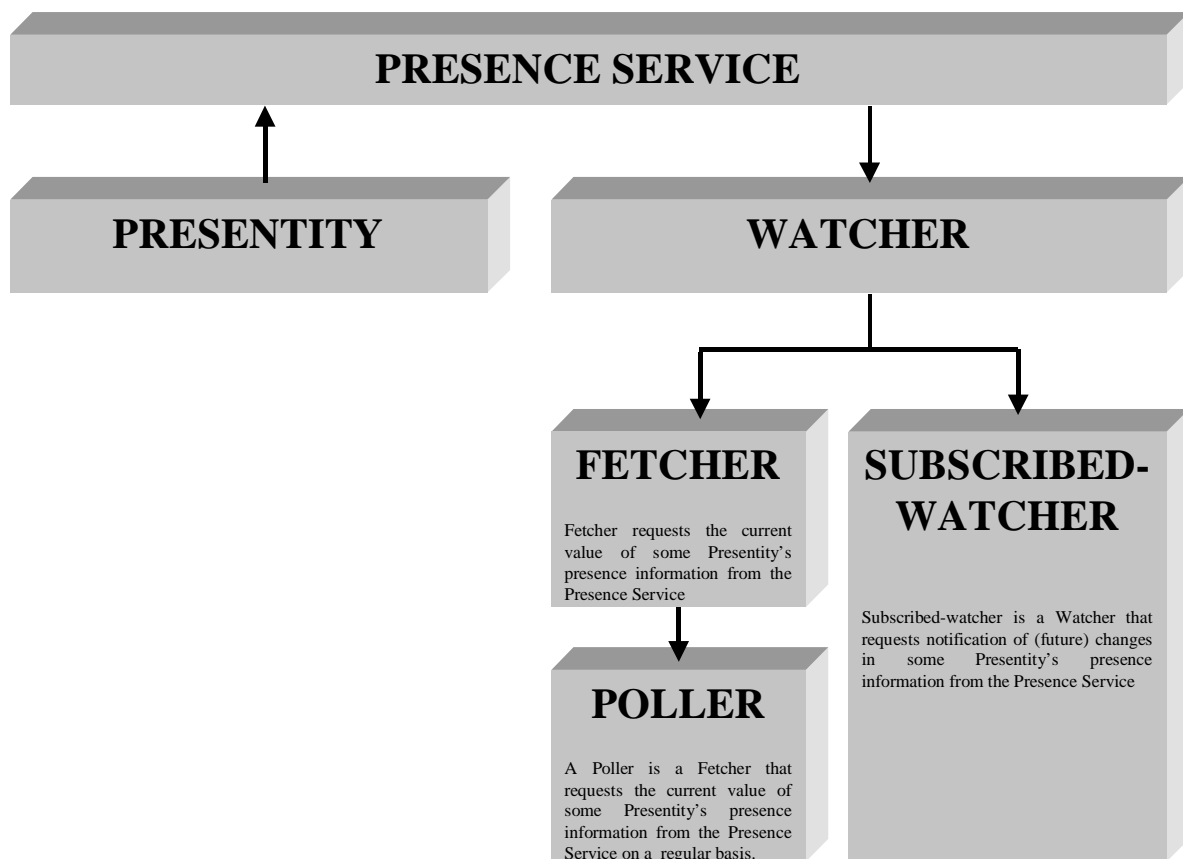 PRESENCE SERVICE
PRESENTITY
WATCHER
FETCHER
Fetcher requests the current
value of some Presentity's
presence information from the
Presence Service
SUBSCRIBED-
WATCHER
Subscribed-watcher is a Watcher that
requests notification of (future) changes
in some Presentity's presence
information from the Presence Service
POLLER
A Poller is a Fetcher that
requests the current value of
some Presentity's presence
information from the Presence
Service on a regular basis.